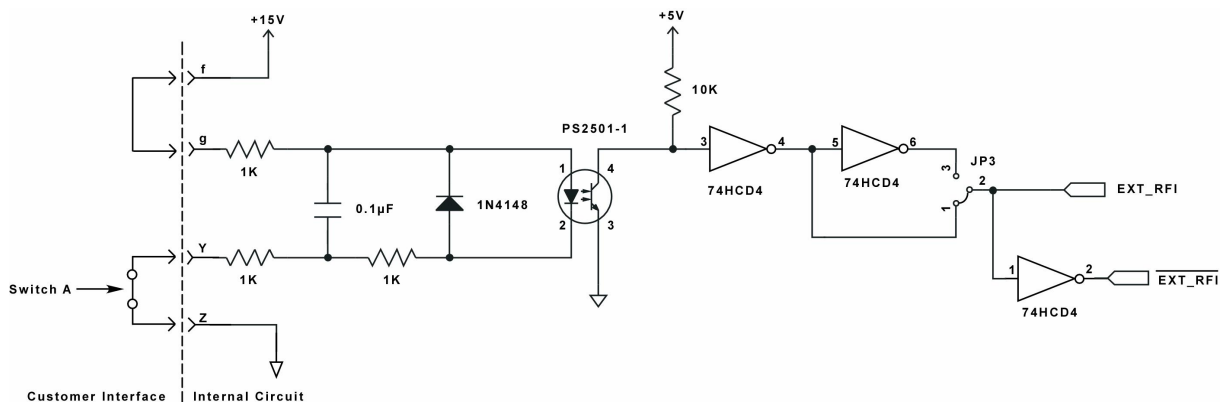 +15V
+5V
f
10K
PS2501-1
g
1K
1
4
3
4
5
6
JP3
3
2
1
EXT_RFI
74HCD4
74HCD4
0.1µF
1N4148
2
3
Y
1K
1K
Switch A
1
2
EXT_RFI
74HCD4
Z
Customer Interface
Internal Circuit